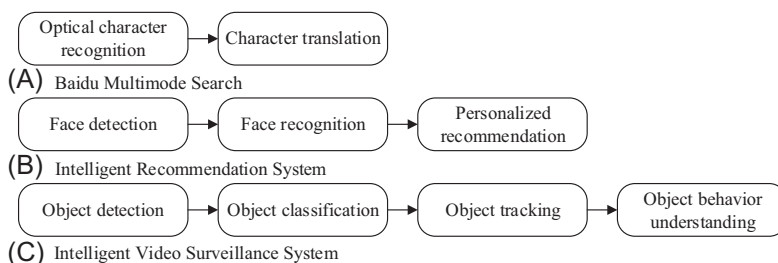 Optical character
recognition
Character translation
(A) Baidu Multimode Search
Face detection
Face recognition
Personalized
recommendation
(B) Intelligent Recommendation System
Object detection
Object classification
Object tracking
Object behavior
understanding
(C) Intelligent Video Surveillance System